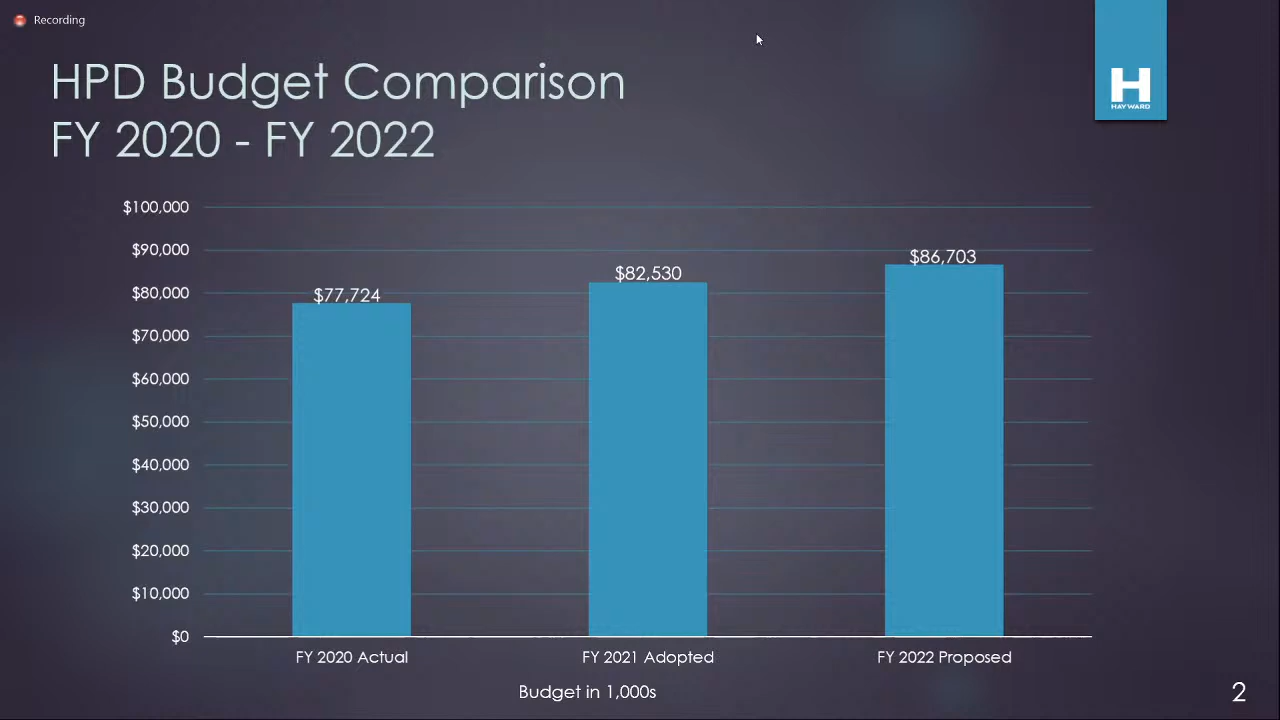 Recording
HPD Budget Comparison
FY 2020 - FY 2022
H
HAYWARD
$100,000
$90,000
$80,000
$70,000
$60,000
$50,000
$40,000
$30,000
$20,000
$10,000
$0
$77,724
$82,530
$86,703
FY 2020 Actual
FY 2021 Adopted
FY 2022 Proposed
Budget in 1,000s
2